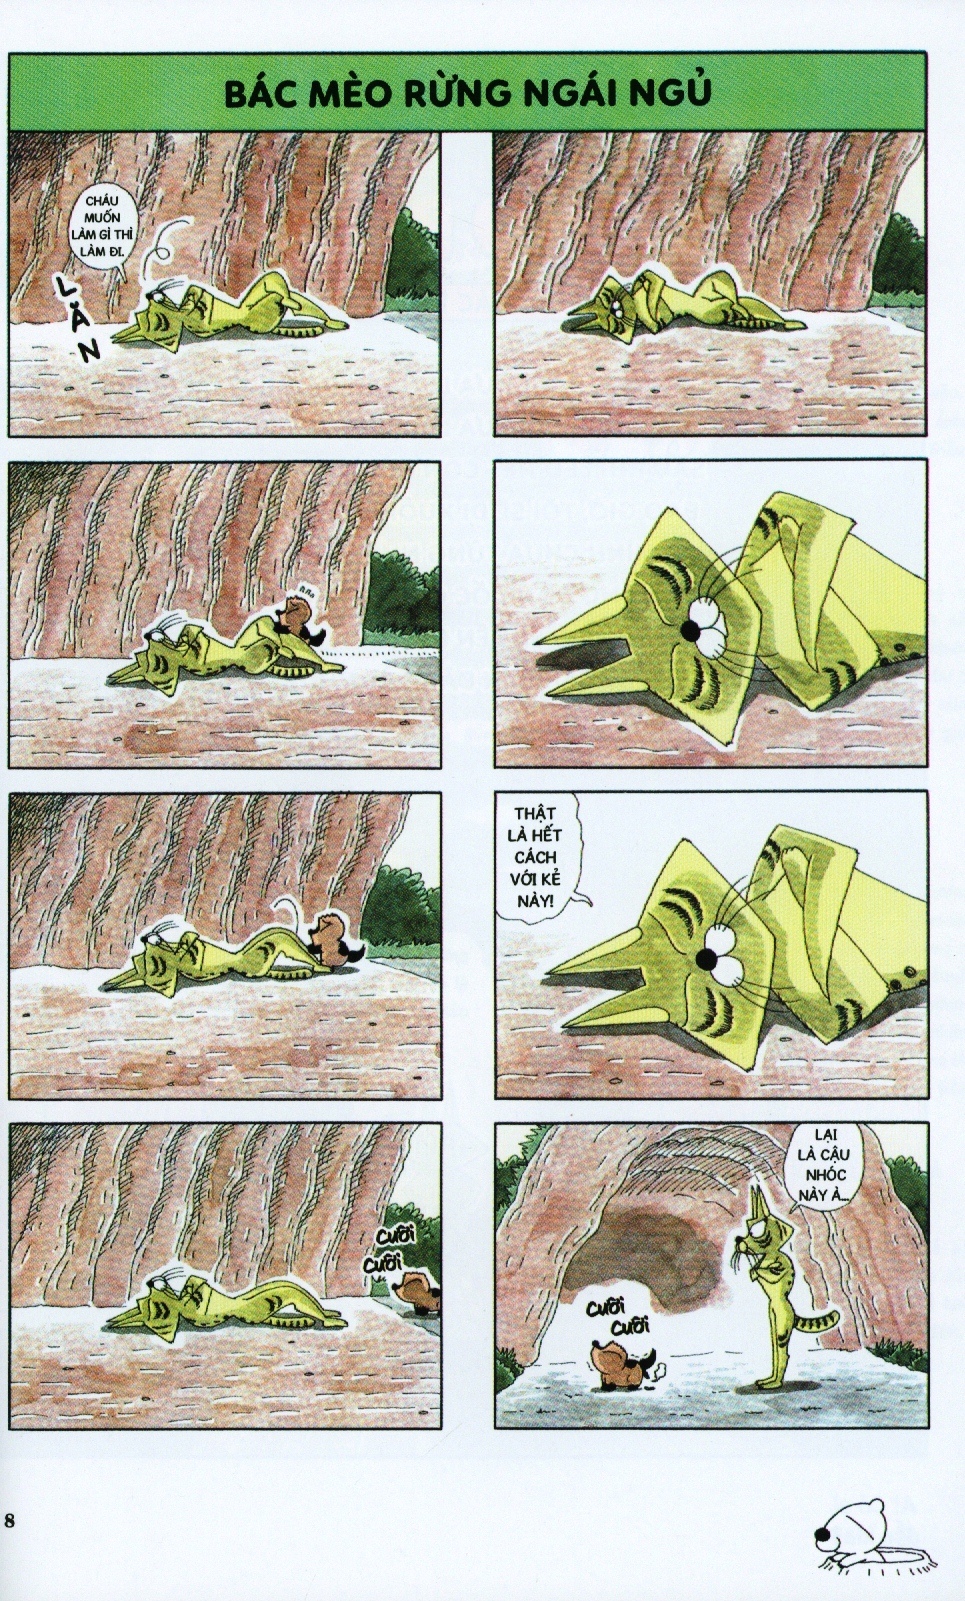 BÁC MÈO RỪNG NGÁI NGỦ
THẬT
LÀ HẾT
CÁCH
VỚI KẺ
NÀY!
LẠI
LÀ CẬU
NHÓC
NÀY À...
Cười
Cười
CHÁU
MUỐN
LÀM GÌ THÌ
LÀM ĐI.
LĂN
Cười
Cười
8